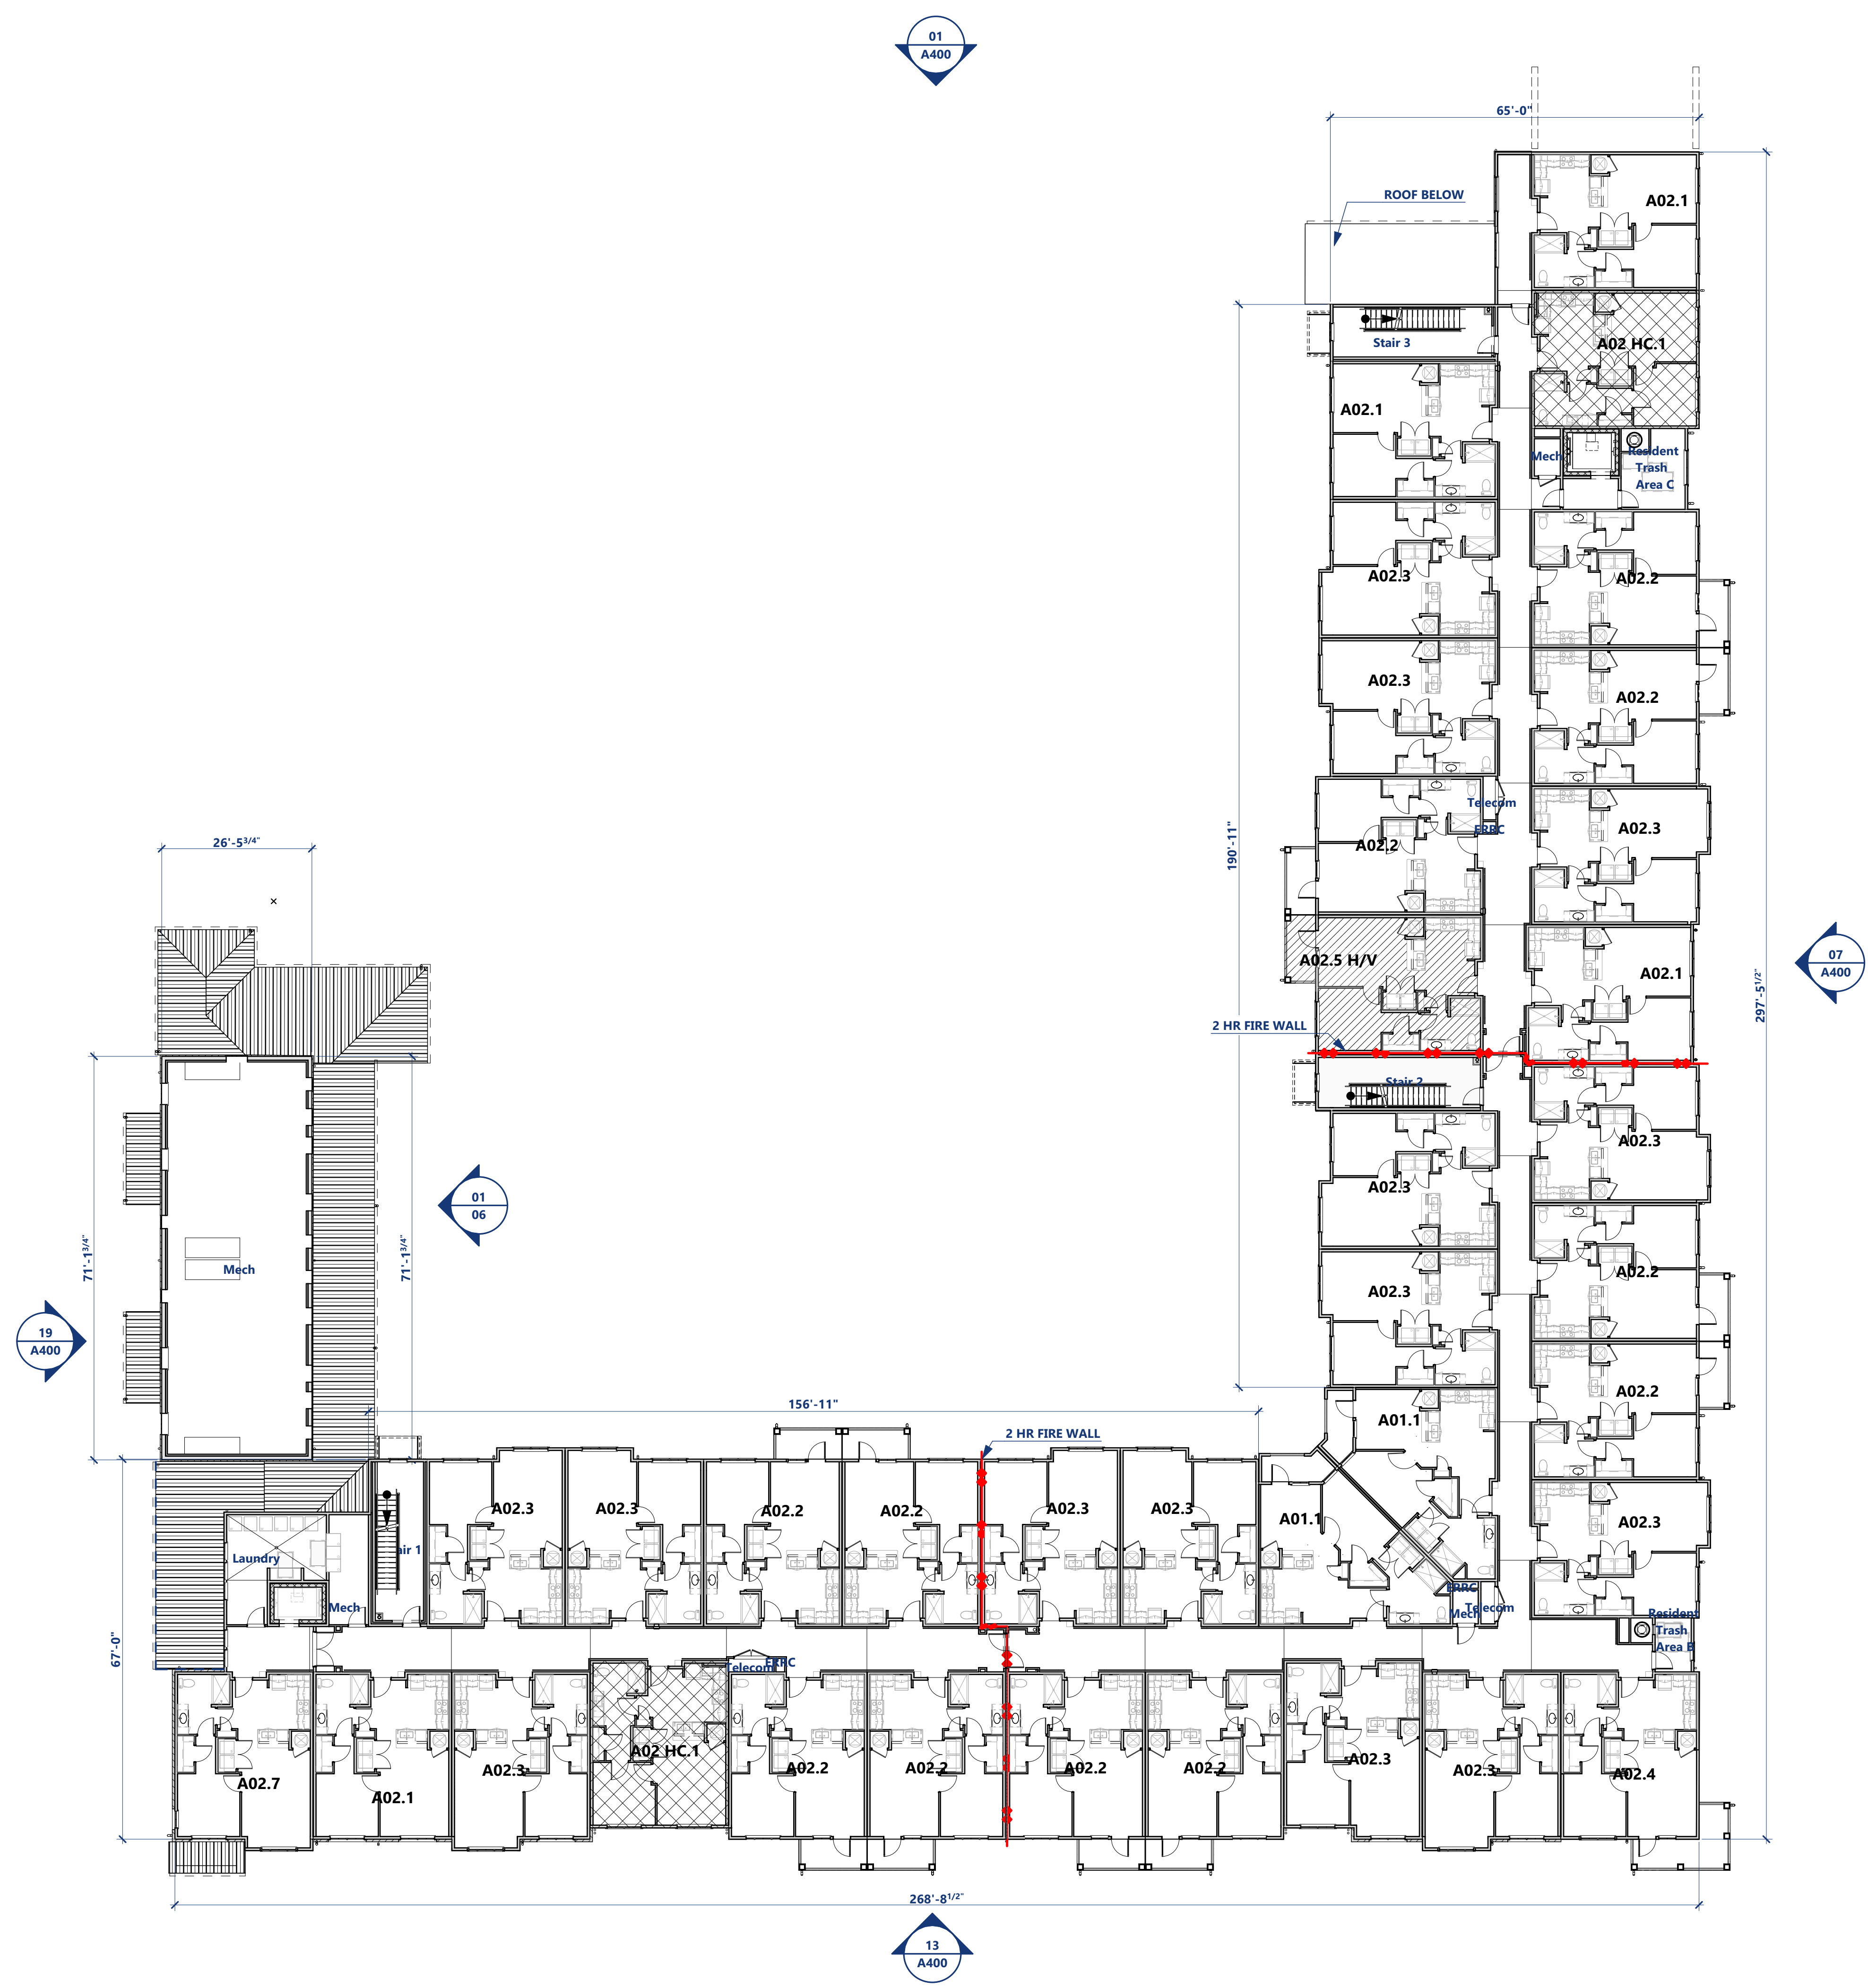 01
A400
65'-0"
ROOF BELOW
A02.1
Stair 3
A02 HC.1
A02.1
Mech
Resident
Trash
Area C
A02.3
A02.2
A02.3
A02.2
Telecom
ERRC
A02.2
A02.3
190'-11"
26'-5 3/4"
A02.5 H/V
A02.1
07
A400
297'-5 1/2"
2 HR FIRE WALL
Stair 2
A02.3
A02.3
01
06
71'-1 3/4"
71'-1 3/4"
Mech
A02.2
A02.3
19
A400
A02.2
156'-11"
A01.1
2 HR FIRE WALL
A02.3
A02.3
A02.2
A02.2
A02.3
A02.3
A01.1
A02.3
Laundry
air 1
Mech
ERRC
Mech
Telecom
Resident
Trash
Area B
67'-0"
Telecom
ERRC
A02.7
A02.1
A02.3
A02 HC.1
A02.2
A02.2
A02.2
A02.2
A02.3
A02.3
A02.4
268'-8 1/2"
13
A400